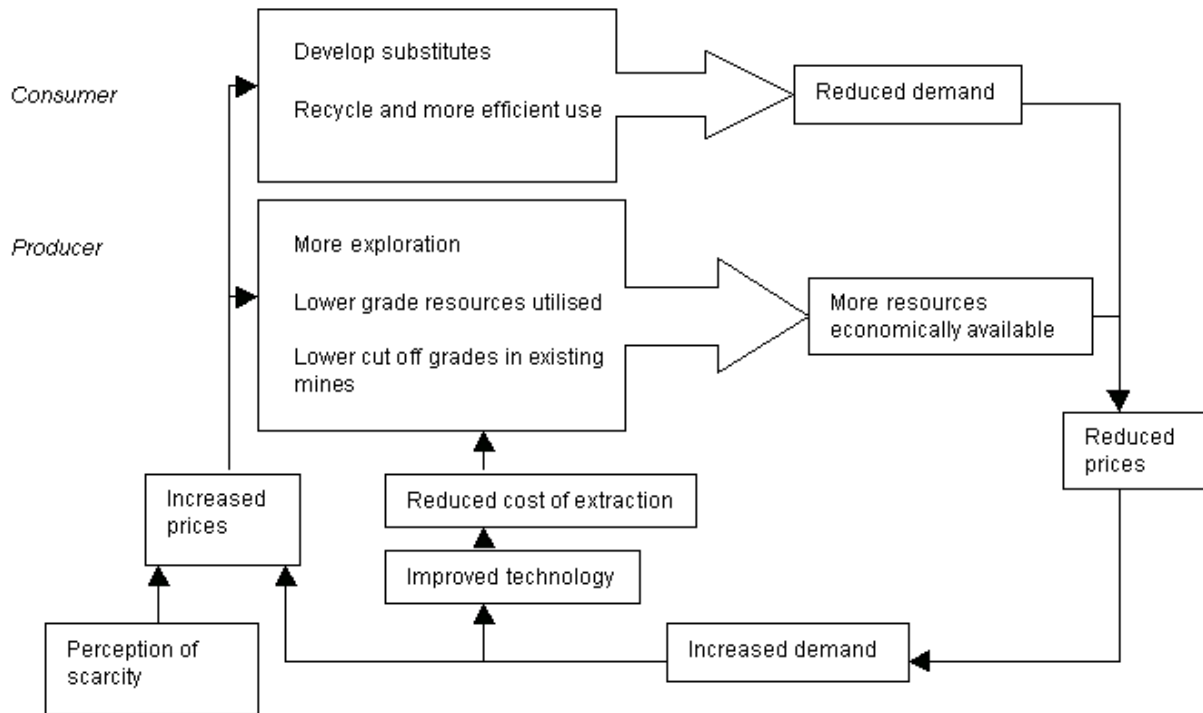 Consumer
Develop substitutes
Recycle and more efficient use
Reduced demand
Producer
More exploration
Lower grade resources utilised
Lower cut off grades in existing
mines
More resources
economically available
Reduced
prices
Increased
prices
Reduced cost of extraction
Improved technology
Perception of
scarcity
Increased demand